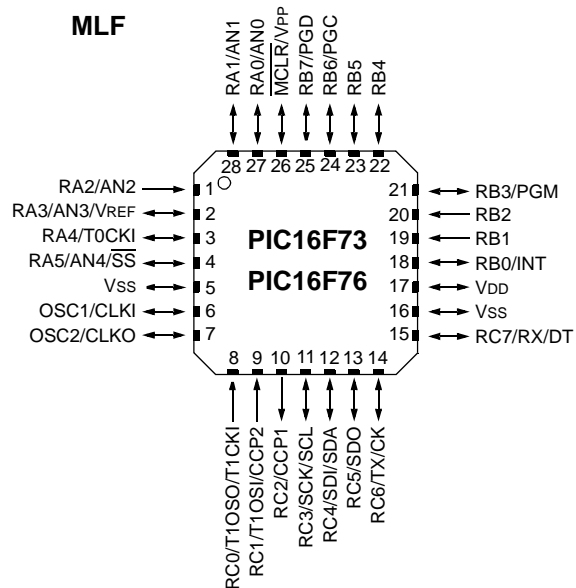 MLF
RA1/AN1
RA0/AN0
MCLR/VPP
RB7/PGD
RB6/PGC
RB5
RB4
28 27 26 25 24 23 22
RA2/AN2 1
RA3/AN3/VREF 2
RA4/T0CKI 3
RA5/AN4/SS 4
VSS 5
OSC1/CLKI 6
OSC2/CLKO 7
PIC16F73
PIC16F76
21 RB3/PGM
20 RB2
19 RB1
18 RB0/INT
17 VDD
16 VSS
15 RC7/RX/DT
8 9 10 11 12 13 14
RC0/T1OSO/T1CKI
RC1/T1OSI/CCP2
RC2/CCP1
RC3/SCK/SCL
RC4/SDI/SDA
RC5/SDO
RC6/TX/CK